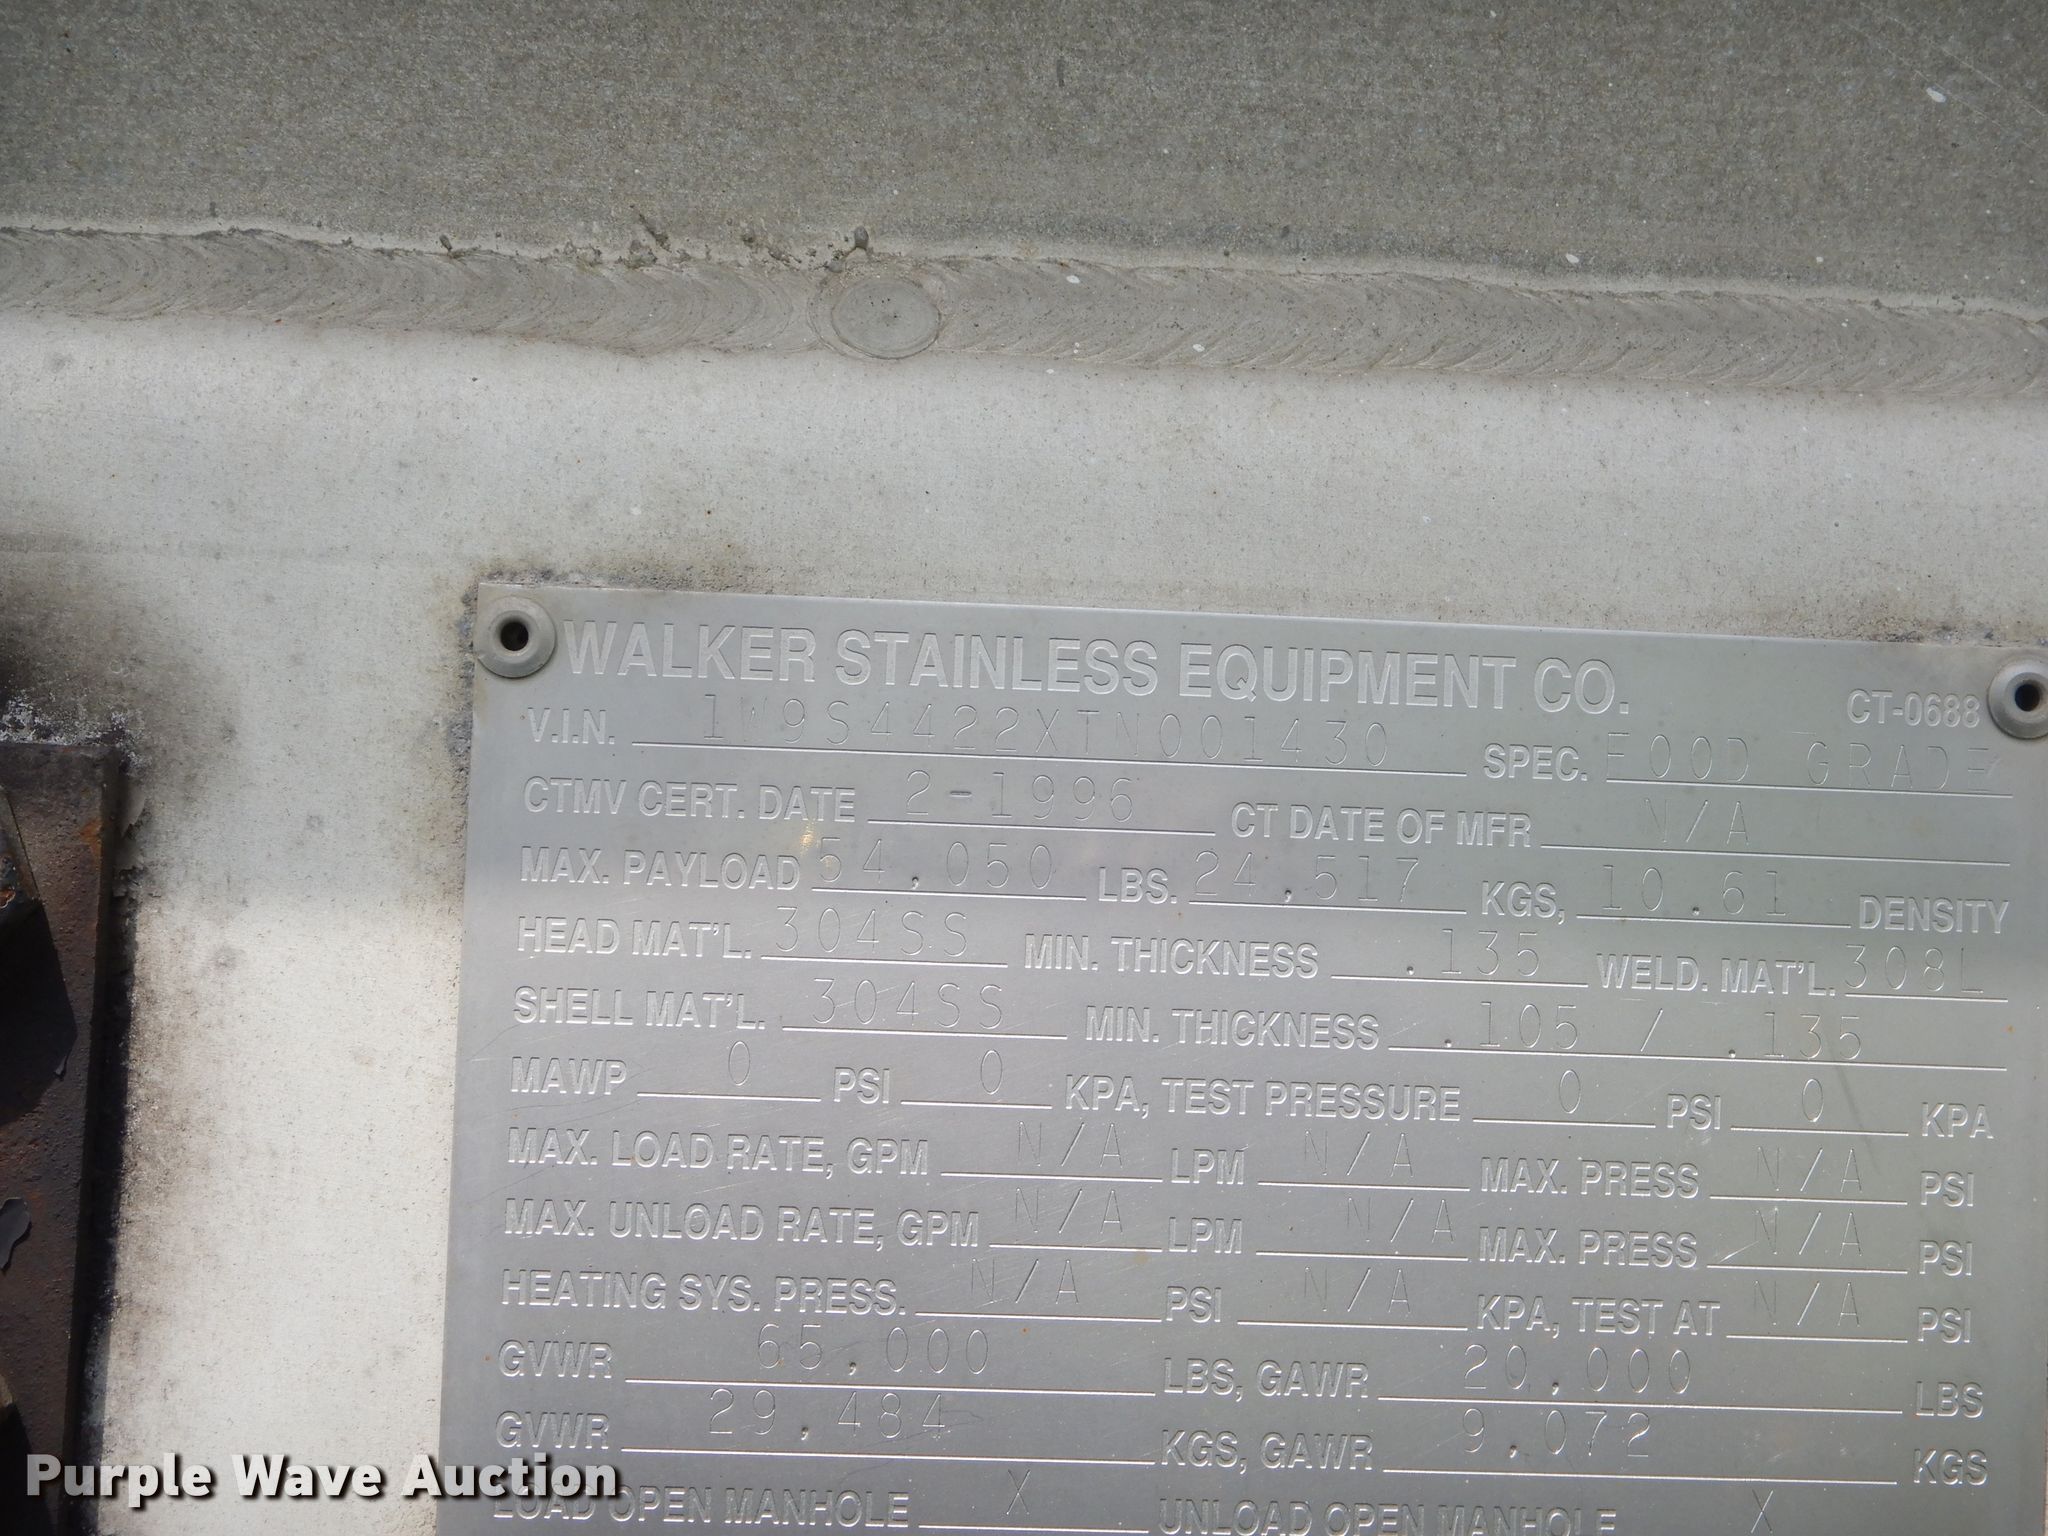 WALKER STAINLESS EQUIPMENT CO. CT-0688
V.I.N. 1W9S4422XTN001430 SPEC. FOOD GRADE
CTMV CERT. DATE 2-1996 CT DATE OF MFR N/A
MAX. PAYLOAD 54,050 LBS. 24,517 KGS, 10.61 DENSITY
HEAD MAT'L. 304SS MIN. THICKNESS .135 WELD. MAT'L. 308L
SHELL MAT'L. 304SS MIN. THICKNESS .105 / .135
MAWP 0 PSI 0 KPA, TEST PRESSURE 0 PSI 0 KPA
MAX. LOAD RATE, GPM N/A LPM N/A MAX. PRESS N/A PSI
MAX. UNLOAD RATE, GPM N/A LPM N/A MAX. PRESS N/A PSI
HEATING SYS. PRESS. N/A PSI N/A KPA, TEST AT N/A PSI
GVWR 65,000 LBS, GAWR 20,000 LBS
GVWR 29,484 KGS, GAWR 9,072 KGS
LOAD OPEN MANHOLE X UNLOAD OPEN MANHOLE X
Purple Wave Auction